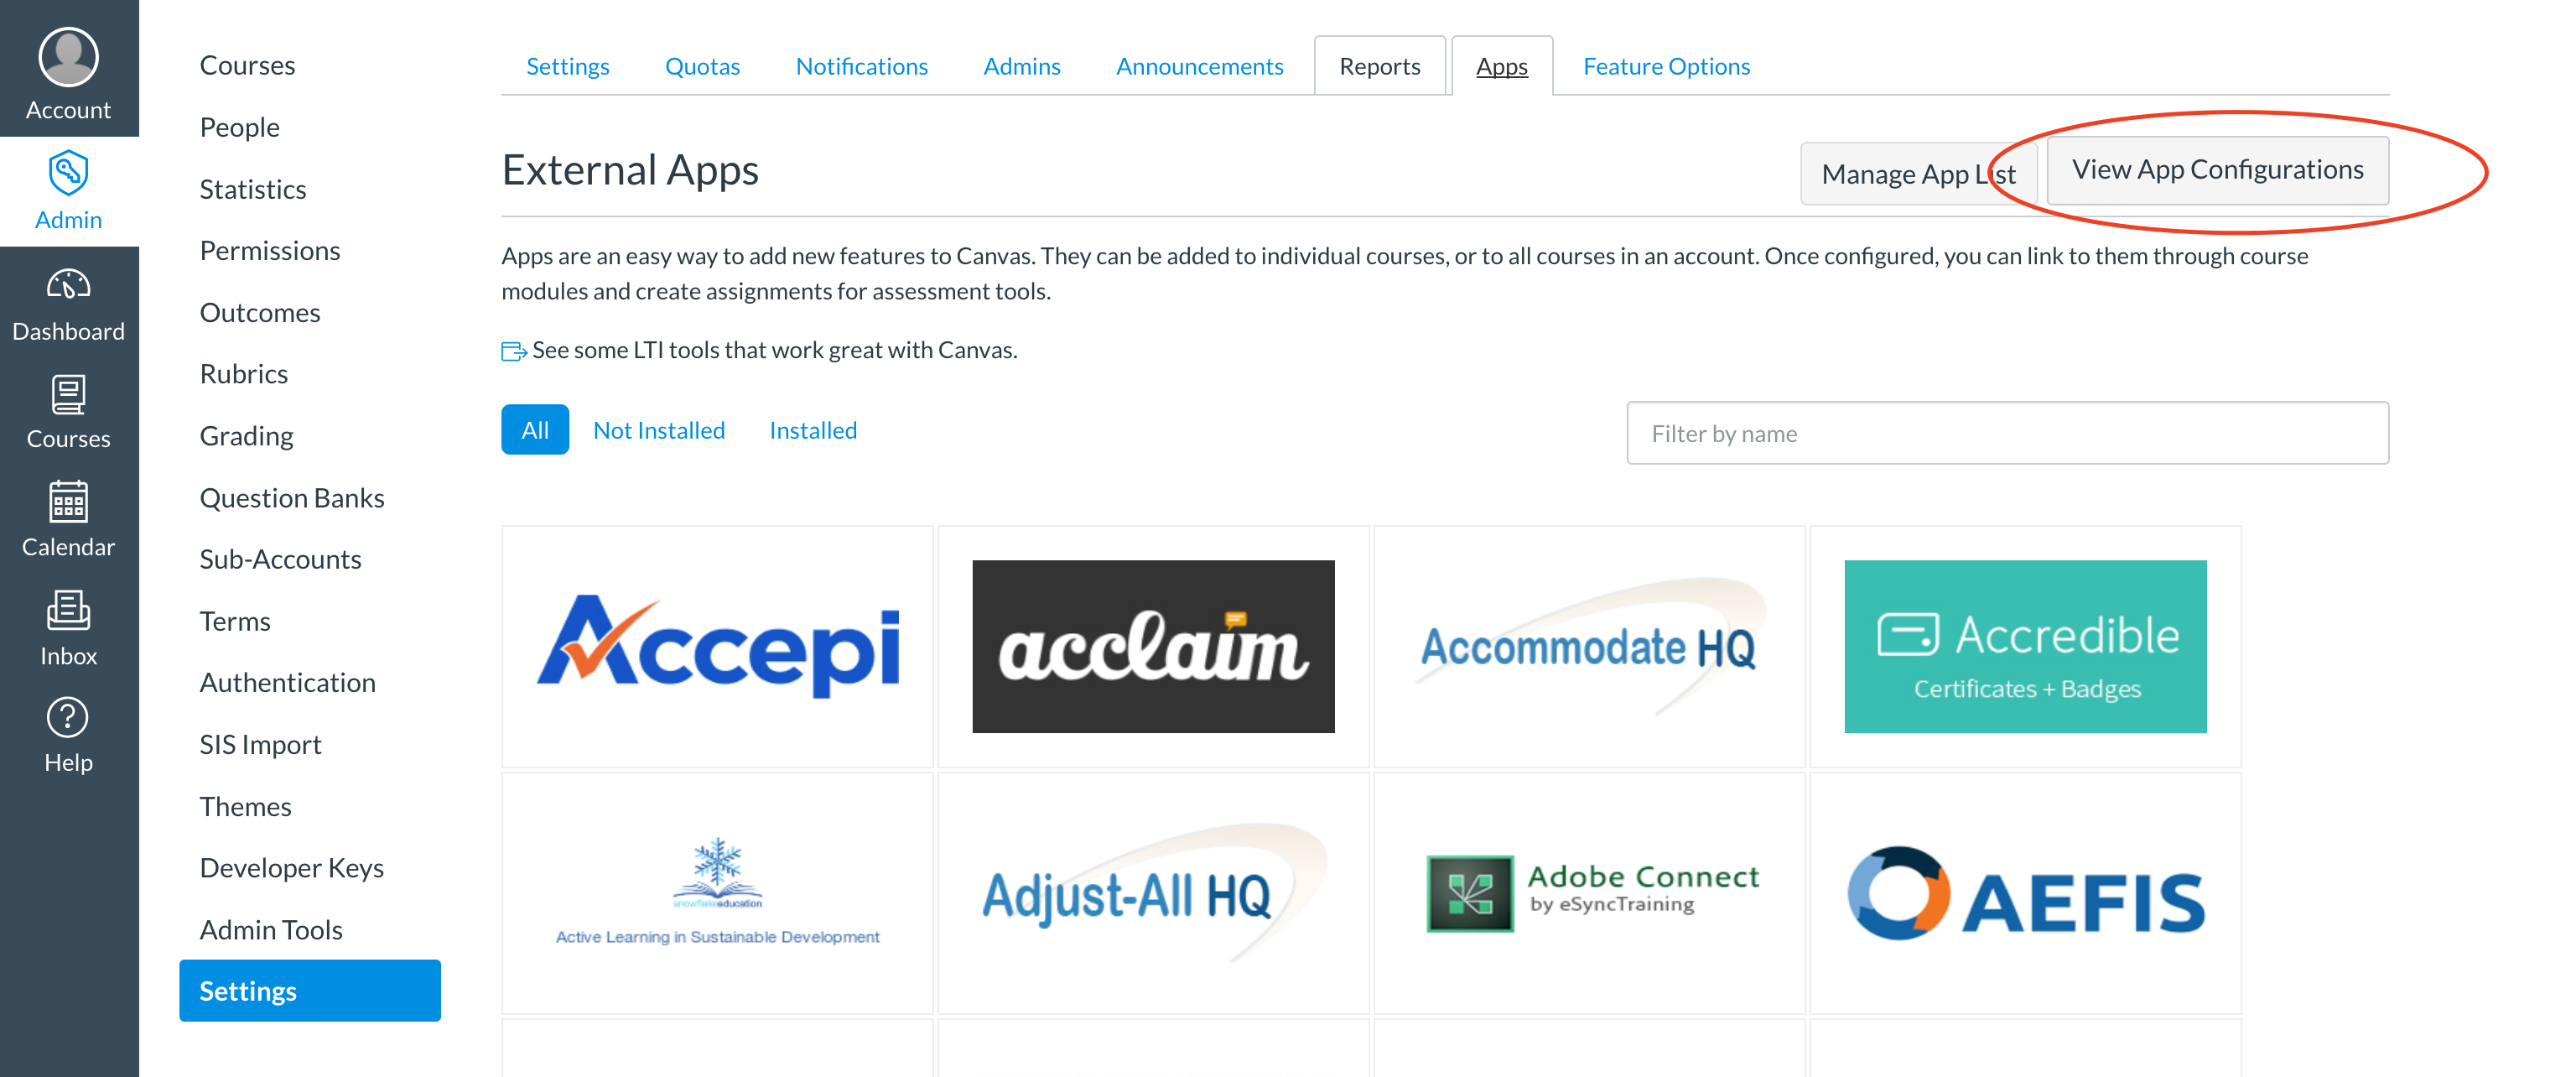 Account
Admin
Dashboard
Courses
Calendar
Inbox
Help
Courses
People
Statistics
Permissions
Outcomes
Rubrics
Grading
Question Banks
Sub-Accounts
Terms
Authentication
SIS Import
Themes
Developer Keys
Admin Tools
Settings
Settings Quotas Notifications Admins Announcements Reports Apps Feature Options
External Apps
Manage App List
View App Configurations
Apps are an easy way to add new features to Canvas. They can be added to individual courses, or to all courses in an account. Once configured, you can link to them through course
modules and create assignments for assessment tools.
See some LTI tools that work great with Canvas.
All Not Installed Installed
Filter by name
Accepi
acclaim
Accommodate HQ
Accredible
Certificates + Badges
snowflakeeducation
Active Learning in Sustainable Development
Adjust-All HQ
Adobe Connect
by eSyncTraining
AEFIS